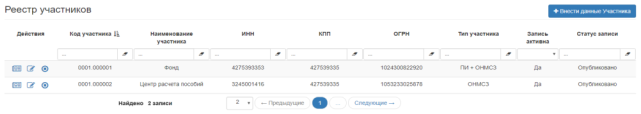 Реестр участников
+ Внести данные Участника
Действия Код участника Наименование участника ИНН КПП ОГРН Тип участника Запись активна Статус записи
... ... ... ... ... ... ...
0001.000001 Фонд 4275393353 427539335 1024300822920 ПИ + ОНМСЗ Да Опубликовано
0001.000002 Центр расчета пособий 3245001416 427539335 1053233025878 ОНМСЗ Да Опубликовано
Найдено 2 записи 2 ← Предыдущие 1 ... Следующие →